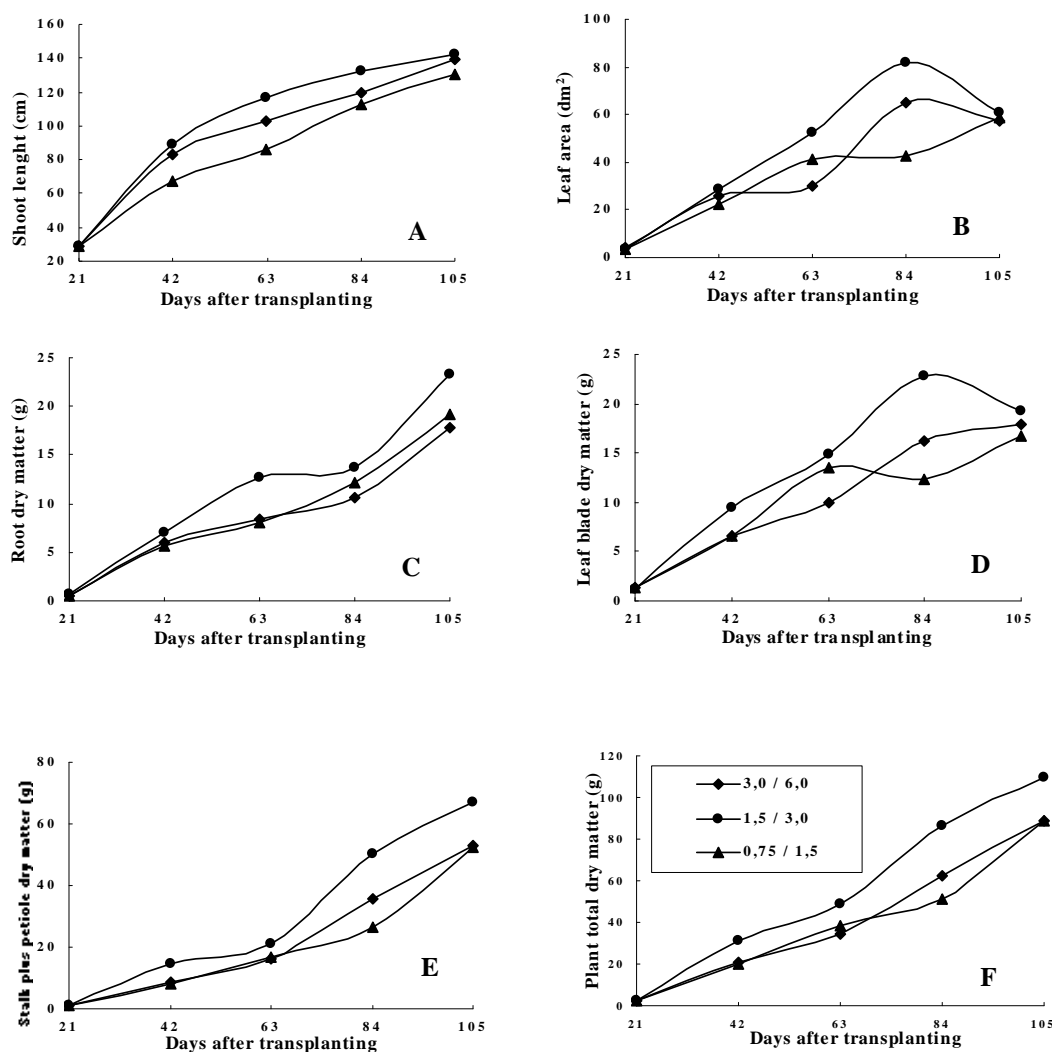 160
140
120
100
80
60
40
20
Shoot lenght (cm)
A
21 42 63 84 105
Days after transplanting
100
80
60
40
20
0
Leaf area (dm²)
B
21 42 63 84 105
Days after transplanting
25
20
15
10
5
0
Root dry matter (g)
C
21 42 63 84 105
Days after transplanting
25
20
15
10
5
0
Leaf blade dry matter (g)
D
21 42 63 84 105
Days after transplanting
80
60
40
20
0
Stalk plus petiole dry matter (g)
E
21 42 63 84 105
Days after transplanting
120
100
80
60
40
20
0
Plant total dry matter (g)
3,0 / 6,0
1,5 / 3,0
0,75 / 1,5
F
21 42 63 84 105
Days after transplanting